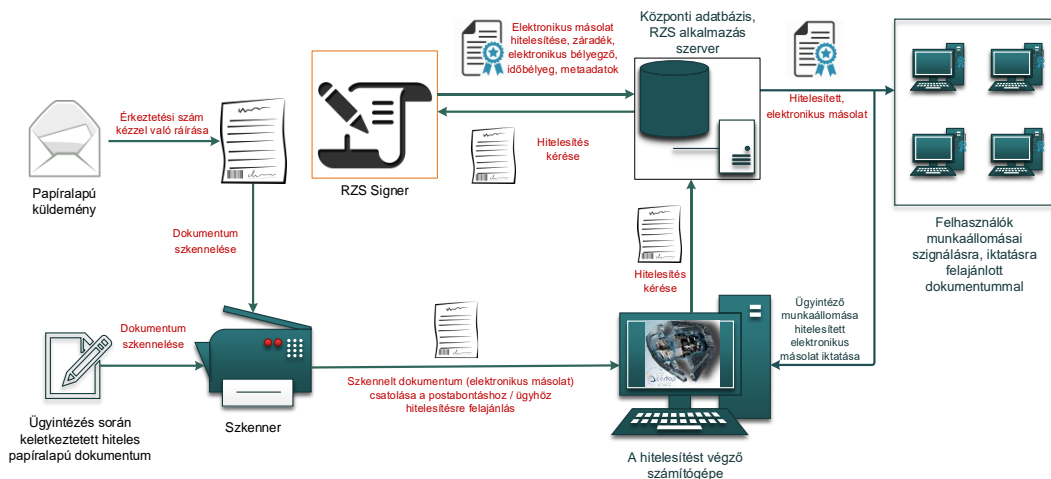 Elektronikus másolat
hitelesítése, záradék,
elektronikus bélyegző,
időbélyeg, metaadatok
Központi adatbázis,
RZS alkalmazás
szerver
Érkeztetési szám
kézzel való ráírása
Hitelesítés
kérése
Hitelesített,
elektronikus másolat
Papíralapú
küldemény
RZS Signer
Dokumentum
szkennelése
Hitelesítés
kérése
Felhasználók
munkaállomásai
szignálásra, iktatásra
felajánlott
dokumentummal
Dokumentum
szkennelése
Ügyintéző
munkaállomása
hitelesített
elektronikus
másolat iktatása
Szkennelt dokumentum (elektronikus másolat)
csatolása a postabontáshoz / ügyhöz
hitelesítésre felajánlás
Ügyintézés során
keletkeztetett hiteles
papíralapú dokumentum
Szkenner
A hitelesítést végző
számítógépe